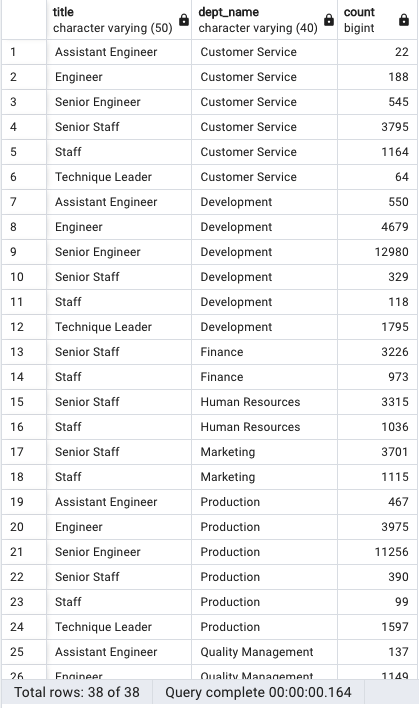 title dept_name count
character varying (50) character varying (40) bigint
1 Assistant Engineer Customer Service 22
2 Engineer Customer Service 188
3 Senior Engineer Customer Service 545
4 Senior Staff Customer Service 3795
5 Staff Customer Service 1164
6 Technique Leader Customer Service 64
7 Assistant Engineer Development 550
8 Engineer Development 4679
9 Senior Engineer Development 12980
10 Senior Staff Development 329
11 Staff Development 118
12 Technique Leader Development 1795
13 Senior Staff Finance 3226
14 Staff Finance 973
15 Senior Staff Human Resources 3315
16 Staff Human Resources 1036
17 Senior Staff Marketing 3701
18 Staff Marketing 1115
19 Assistant Engineer Production 467
20 Engineer Production 3975
21 Senior Engineer Production 11256
22 Senior Staff Production 390
23 Staff Production 99
24 Technique Leader Production 1597
25 Assistant Engineer Quality Management 137
26 Engineer Quality Management 1149
Total rows: 38 of 38 Query complete 00:00:00.164